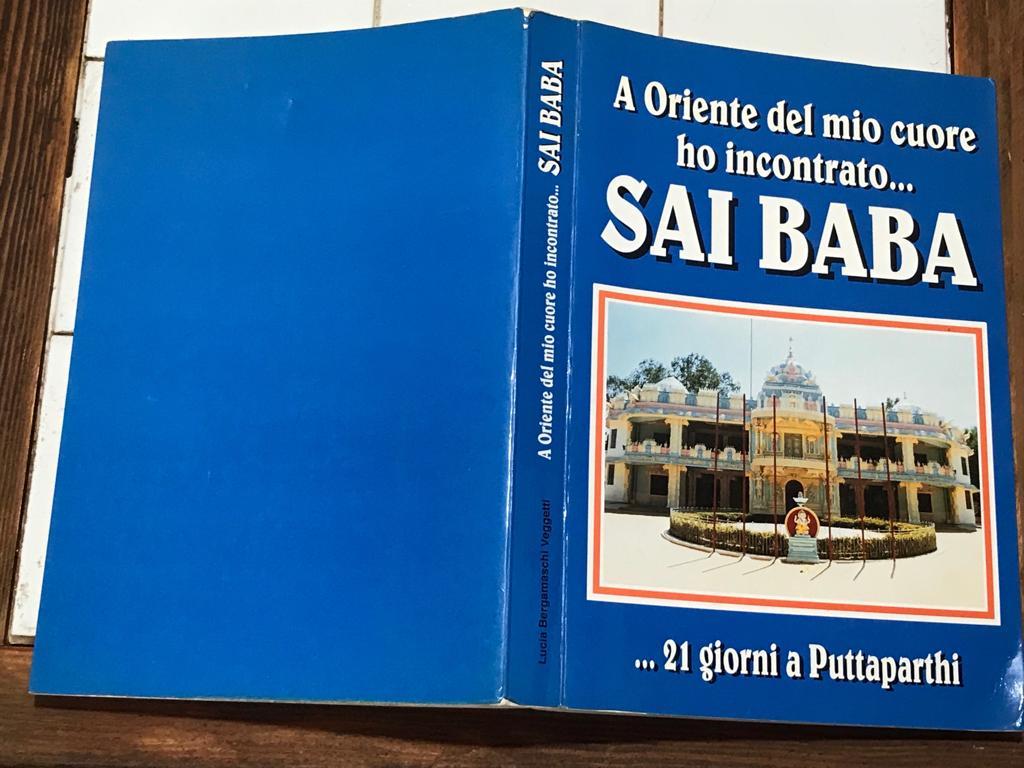 A Oriente del mio cuore ho incontrato... SAI BABA
Lucia Bergamaschi Veggetti
A Oriente del mio cuore
ho incontrato...
SAI BABA
... 21 giorni a Puttaparthi